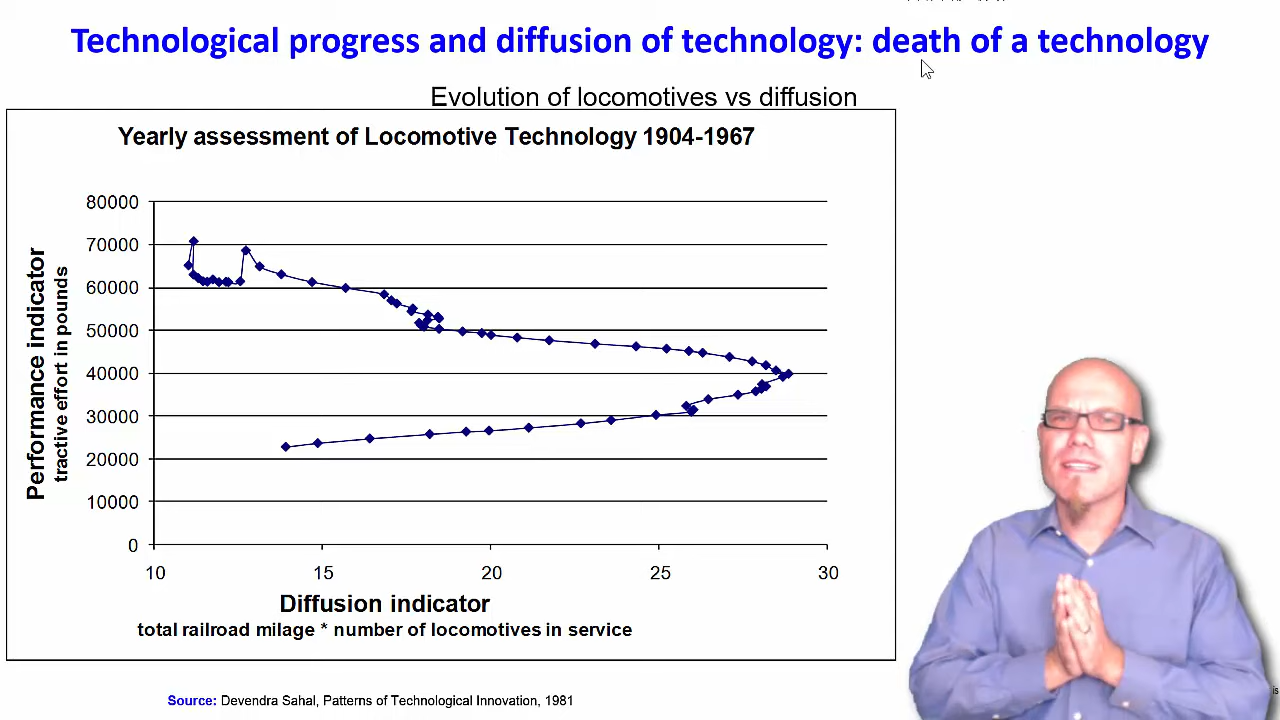 Technological progress and diffusion of technology: death of a technology
Evolution of locomotives vs diffusion
Yearly assessment of Locomotive Technology 1904-1967
Performance indicator
tractive effort in pounds
80000
70000
60000
50000
40000
30000
20000
10000
0
10 15 20 25 30
Diffusion indicator
total railroad milage * number of locomotives in service
Source: Devendra Sahal, Patterns of Technological Innovation, 1981
is